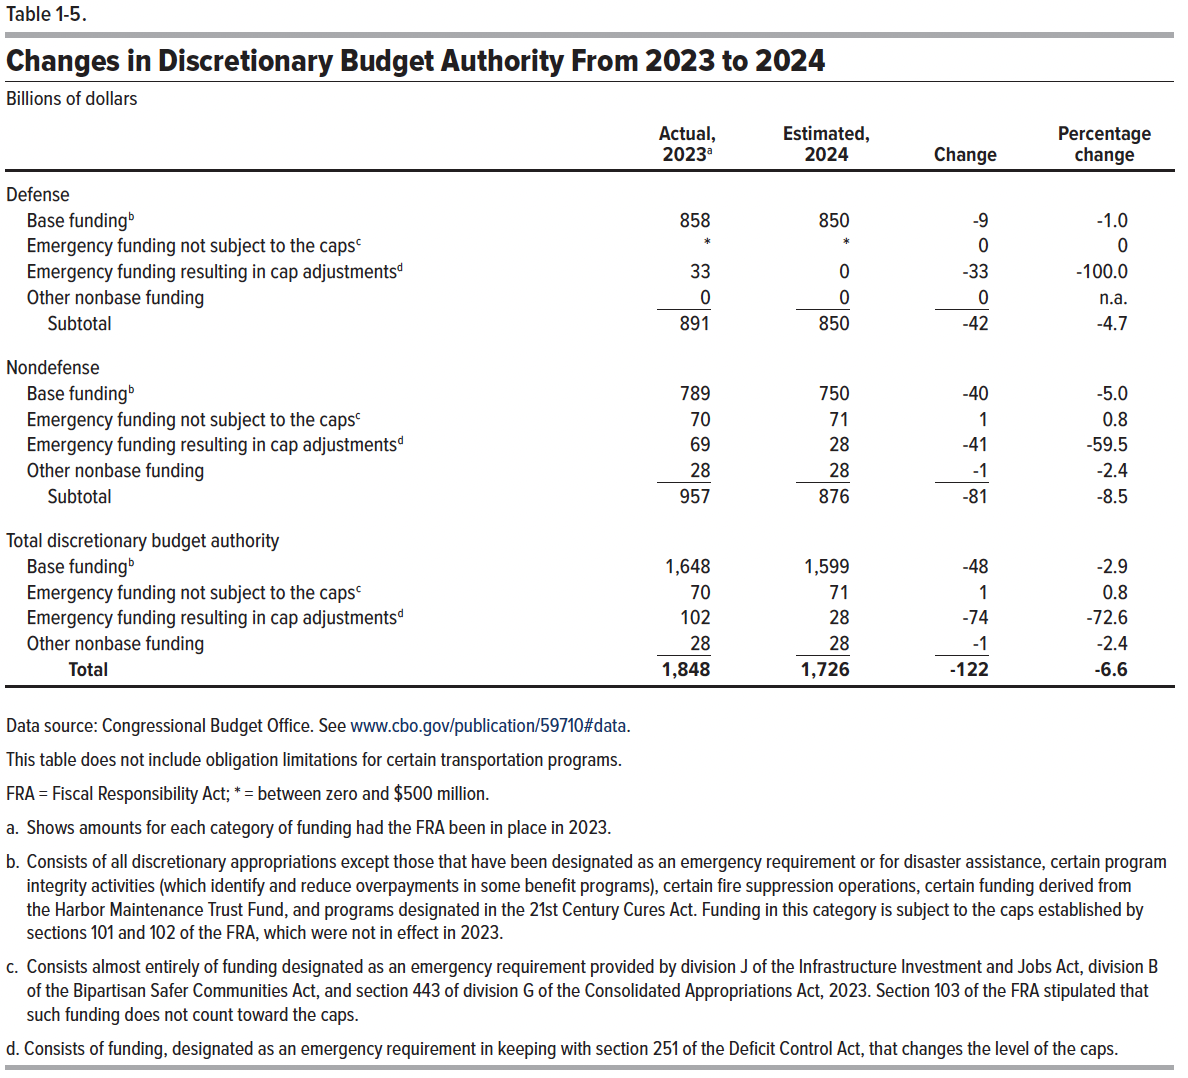 Table 1-5.
Changes in Discretionary Budget Authority From 2023 to 2024
Billions of dollars
Actual, 2023a Estimated, 2024 Change Percentage change
Defense
Base fundingb 858 850 -9 -1.0
Emergency funding not subject to the capsc * * 0 0
Emergency funding resulting in cap adjustmentsd 33 0 -33 -100.0
Other nonbase funding 0 0 0 n.a.
Subtotal 891 850 -42 -4.7
Nondefense
Base fundingb 789 750 -40 -5.0
Emergency funding not subject to the capsc 70 71 1 0.8
Emergency funding resulting in cap adjustmentsd 69 28 -41 -59.5
Other nonbase funding 28 28 -1 -2.4
Subtotal 957 876 -81 -8.5
Total discretionary budget authority
Base fundingb 1,648 1,599 -48 -2.9
Emergency funding not subject to the capsc 70 71 1 0.8
Emergency funding resulting in cap adjustmentsd 102 28 -74 -72.6
Other nonbase funding 28 28 -1 -2.4
Total 1,848 1,726 -122 -6.6
Data source: Congressional Budget Office. See www.cbo.gov/publication/59710#data.
This table does not include obligation limitations for certain transportation programs.
FRA = Fiscal Responsibility Act; * = between zero and $500 million.
a. Shows amounts for each category of funding had the FRA been in place in 2023.
b. Consists of all discretionary appropriations except those that have been designated as an emergency requirement or for disaster assistance, certain program
integrity activities (which identify and reduce overpayments in some benefit programs), certain fire suppression operations, certain funding derived from
the Harbor Maintenance Trust Fund, and programs designated in the 21st Century Cures Act. Funding in this category is subject to the caps established by
sections 101 and 102 of the FRA, which were not in effect in 2023.
c. Consists almost entirely of funding designated as an emergency requirement provided by division J of the Infrastructure Investment and Jobs Act, division B
of the Bipartisan Safer Communities Act, and section 443 of division G of the Consolidated Appropriations Act, 2023. Section 103 of the FRA stipulated that
such funding does not count toward the caps.
d. Consists of funding, designated as an emergency requirement in keeping with section 251 of the Deficit Control Act, that changes the level of the caps.